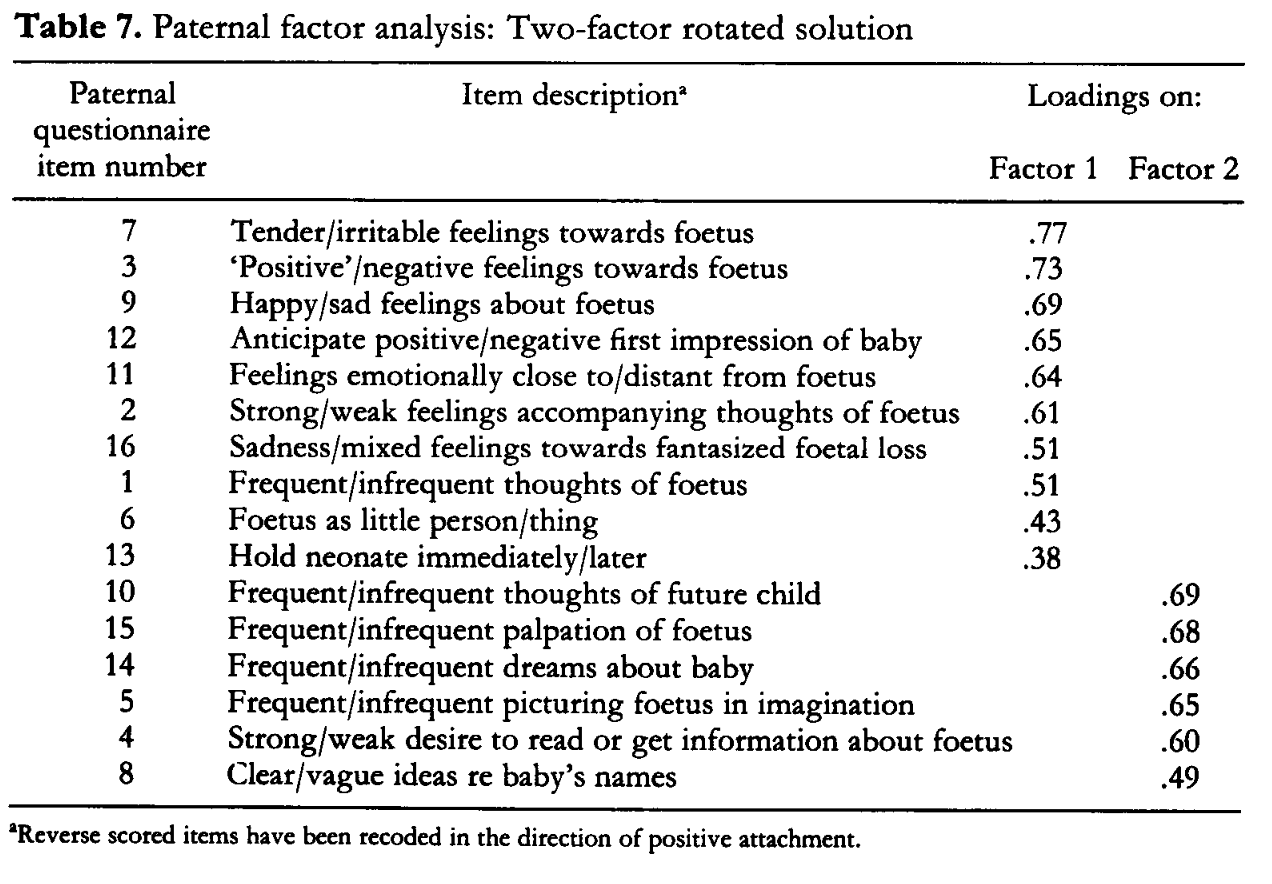 Table 7. Paternal factor analysis: Two-factor rotated solution
Paternal questionnaire item number Item descriptionª Loadings on:
Factor 1 Factor 2
7 Tender/irritable feelings towards foetus .77
3 ‘Positive’/negative feelings towards foetus .73
9 Happy/sad feelings about foetus .69
12 Anticipate positive/negative first impression of baby .65
11 Feelings emotionally close to/distant from foetus .64
2 Strong/weak feelings accompanying thoughts of foetus .61
16 Sadness/mixed feelings towards fantasized foetal loss .51
1 Frequent/infrequent thoughts of foetus .51
6 Foetus as little person/thing .43
13 Hold neonate immediately/later .38
10 Frequent/infrequent thoughts of future child .69
15 Frequent/infrequent palpation of foetus .68
14 Frequent/infrequent dreams about baby .66
5 Frequent/infrequent picturing foetus in imagination .65
4 Strong/weak desire to read or get information about foetus .60
8 Clear/vague ideas re baby’s names .49
ªReverse scored items have been recoded in the direction of positive attachment.